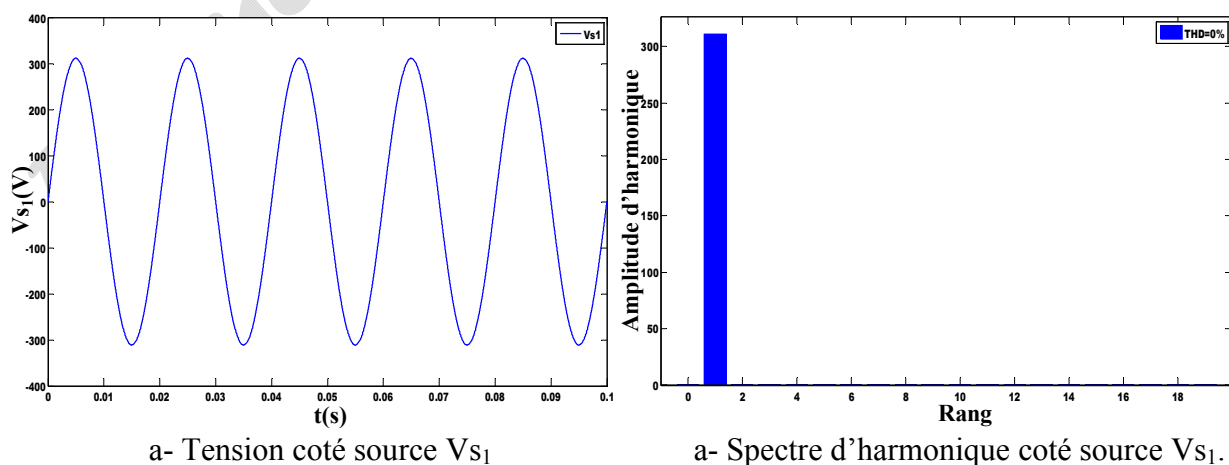 400
300
200
100
0
-100
-200
-300
-400
Vs1(V)
Vs1
0 0.01 0.02 0.03 0.04 0.05 0.06 0.07 0.08 0.09 0.1
t(s)
a- Tension coté source Vs1
300
250
200
150
100
50
0
Amplitude d’harmonique
THD=0%
0 2 4 6 8 10 12 14 16 18
Rang
a- Spectre d’harmonique coté source Vs1.